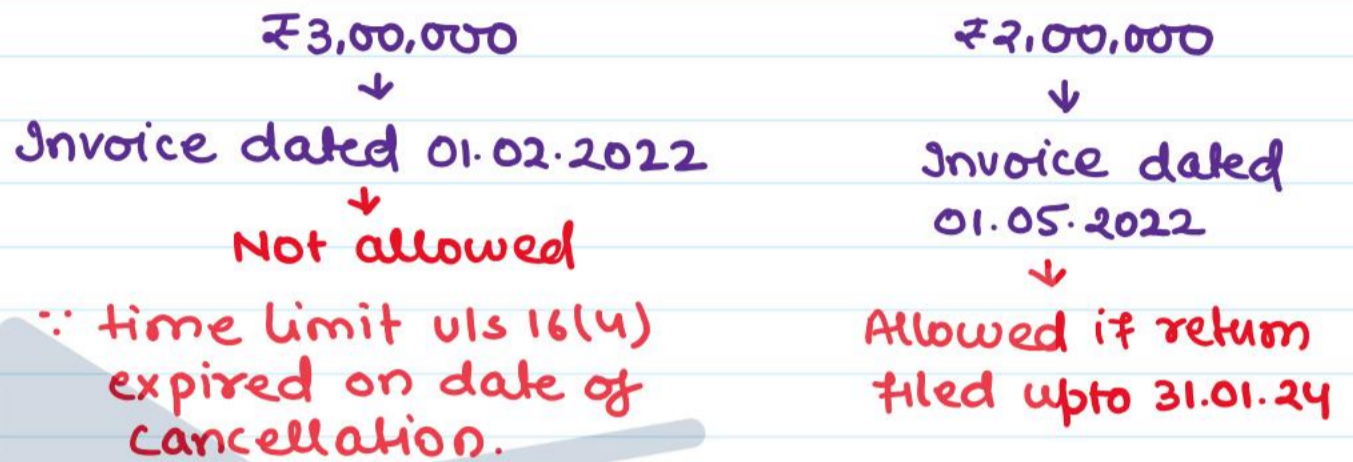 ₹3,00,000
↓
Invoice dated 01.02.2022
↓
Not allowed
∵ time limit u/s 16(4)
expired on date of
cancellation.
₹2,00,000
↓
Invoice dated
01.05.2022
↓
Allowed if return
filed upto 31.01.24